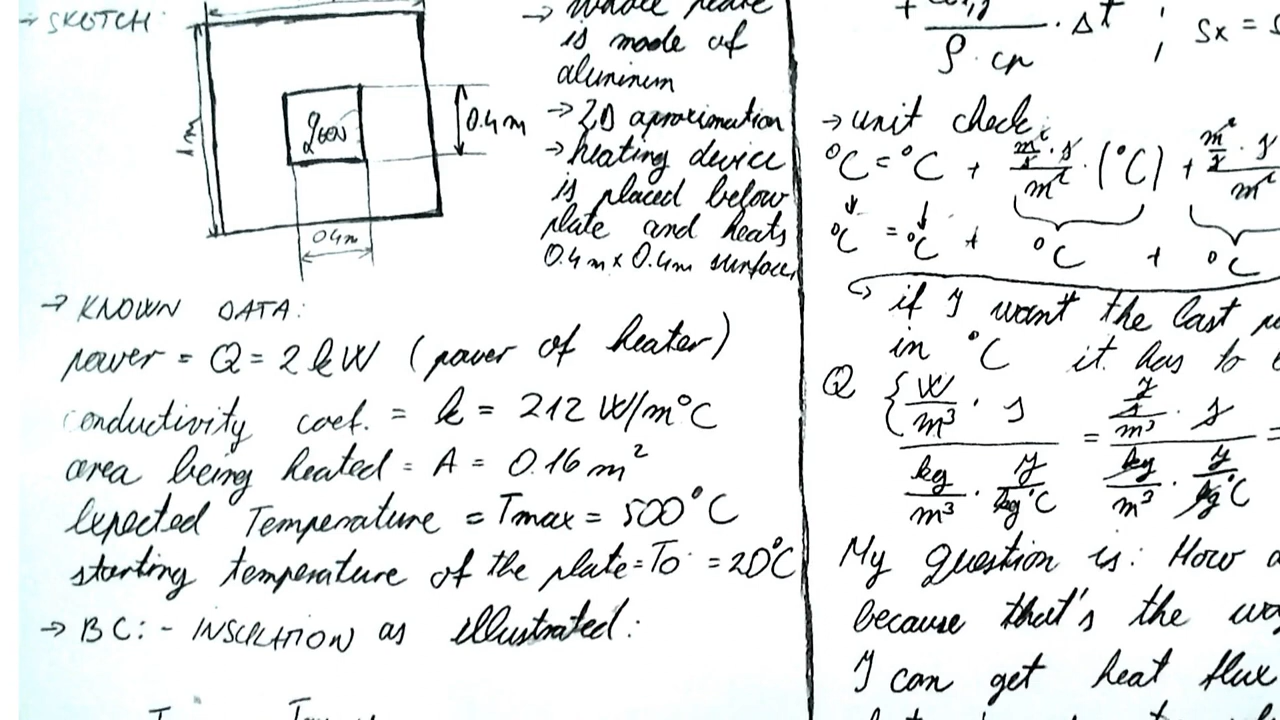 → SKETCH:
1m
200W
0.4m
0.4m
→ whole plate
is made of
aluminum
→ 2D aproximation
→ heating device
is placed below
plate and heats
0.4m x 0.4m surface
→ KNOWN DATA:
power = Q = 2 kW (power of heater)
conductivity coef. = k = 212 W/m°C
area being heated = A = 0.16 m²
Expected Temperature = Tmax = 500°C
starting temperature of the plate = To = 20°C
→ BC: - INSULATION as illustrated:
+ / ρ · cp · Δt ; Sx =
→ unit check:
°C = °C + m²/s · s / m² · (°C) + m²/s · s / m²
°C = °C + °C + °C
↳ if I want the last
in °C it has to
Q { W/m³ · s / kg/m³ · J/kg°C = J/s/m³ · s / kg/m³ · J/kg°C =
My question is: How
because that's the
I can get heat flux